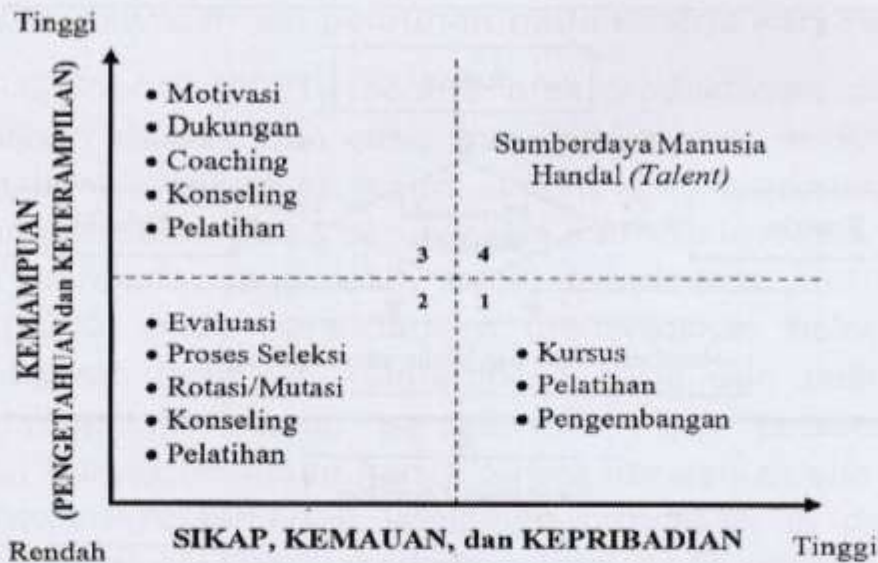 Tinggi
KEMAMPUAN
(PENGETAHUAN dan KETERAMPILAN)
• Motivasi
• Dukungan
• Coaching
• Konseling
• Pelatihan
Sumberdaya Manusia
Handal (Talent)
3 4
2 1
• Evaluasi
• Proses Seleksi
• Rotasi/Mutasi
• Konseling
• Pelatihan
• Kursus
• Pelatihan
• Pengembangan
Rendah SIKAP, KEMAUAN, dan KEPRIBADIAN Tinggi